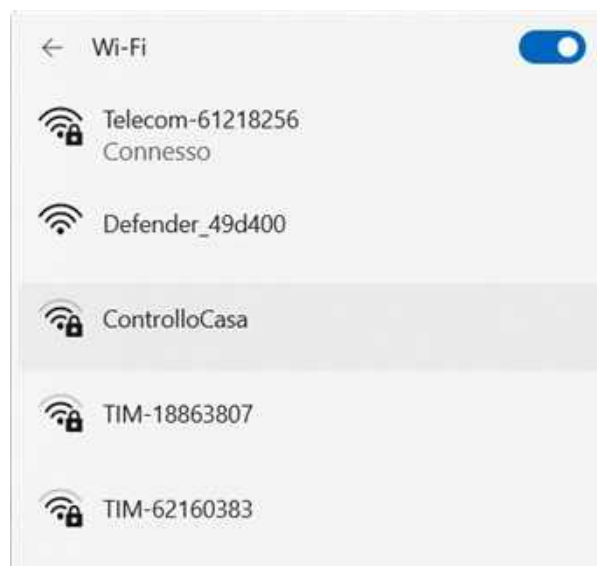 Wi-Fi
Telecom-61218256
Connesso
Defender_49d400
ControlloCasa
TIM-18863807
TIM-62160383